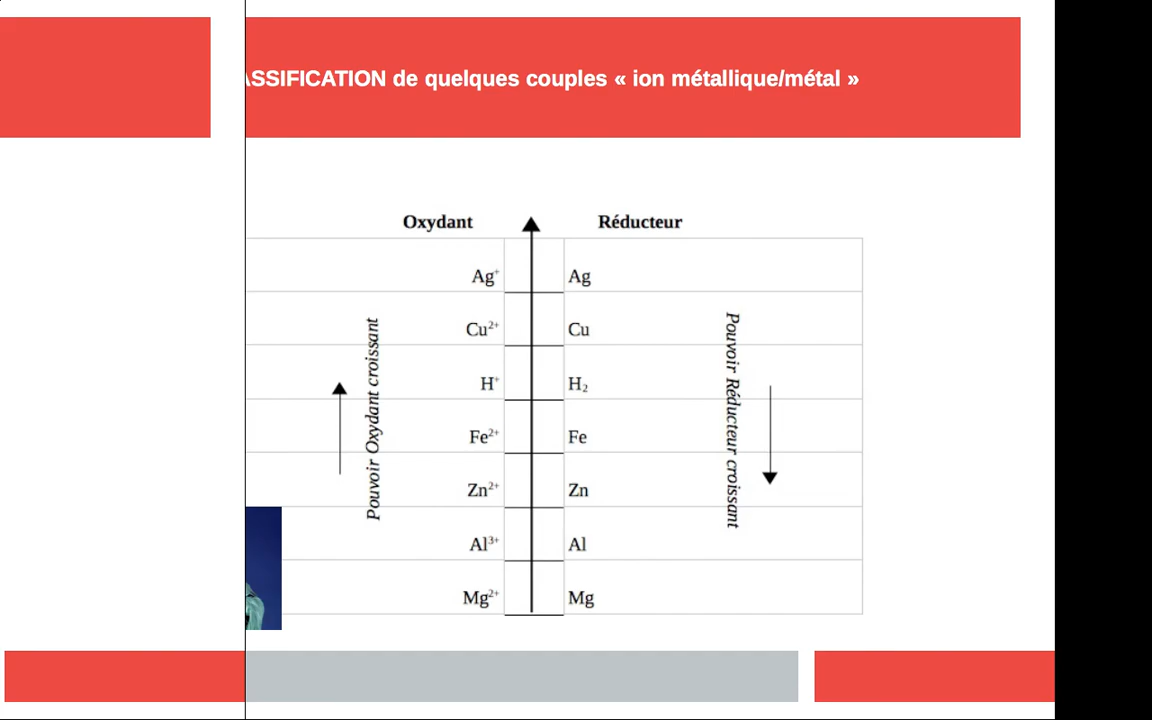 ASSIFICATION de quelques couples « ion métallique/métal »
Oxydant Réducteur
Ag⁺ Ag
Cu²⁺ Cu
H⁺ H₂
Fe²⁺ Fe
Zn²⁺ Zn
Al³⁺ Al
Mg²⁺ Mg
Pouvoir Oxydant croissant
Pouvoir Réducteur croissant